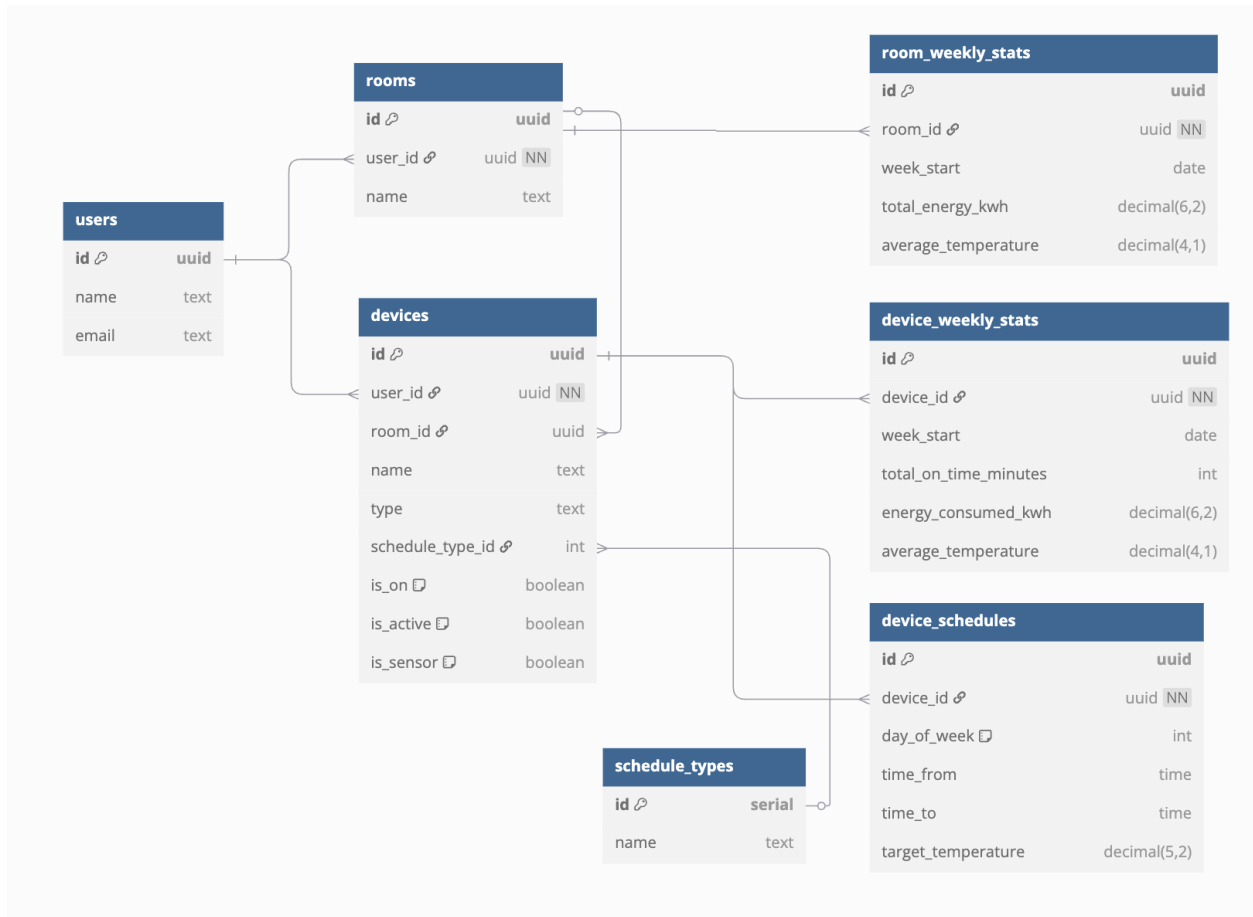 users
id uuid
name text
email text
rooms
id uuid
user_id uuid NN
name text
devices
id uuid
user_id uuid NN
room_id uuid
name text
type text
schedule_type_id int
is_on boolean
is_active boolean
is_sensor boolean
schedule_types
id serial
name text
room_weekly_stats
id uuid
room_id uuid NN
week_start date
total_energy_kwh decimal(6,2)
average_temperature decimal(4,1)
device_weekly_stats
id uuid
device_id uuid NN
week_start date
total_on_time_minutes int
energy_consumed_kwh decimal(6,2)
average_temperature decimal(4,1)
device_schedules
id uuid
device_id uuid NN
day_of_week int
time_from time
time_to time
target_temperature decimal(5,2)